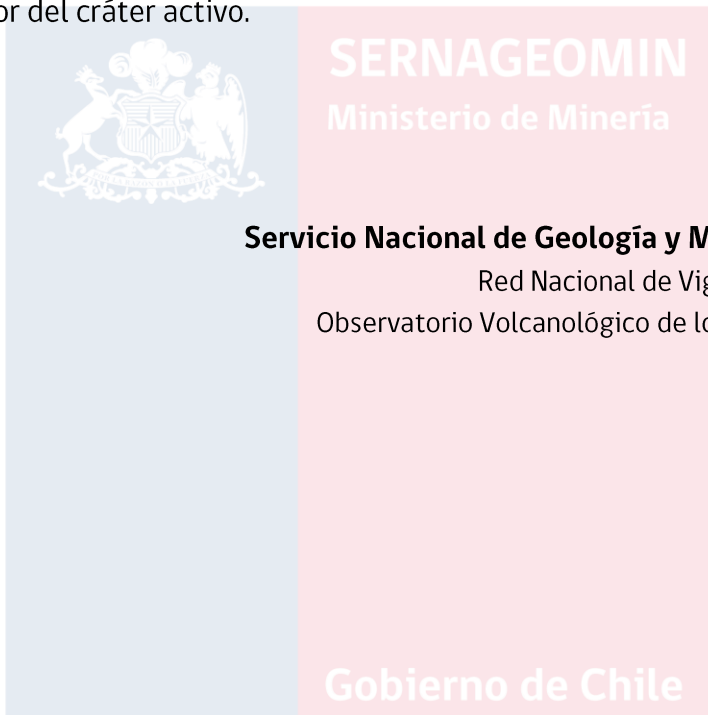 or del cráter activo.
SERNAGEOMIN
Ministerio de Minería
Servicio Nacional de Geología y M
Red Nacional de Vig
Observatorio Volcanológico de lo
Gobierno de Chile